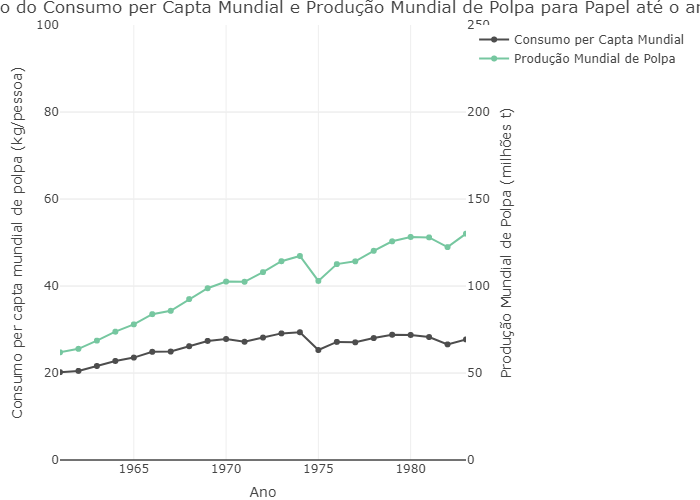 o do Consumo per Capta Mundial e Produção Mundial de Polpa para Papel até o ar
Consumo per Capta Mundial
Produção Mundial de Polpa
100
80
60
40
20
0
250
200
150
100
50
0
Consumo per capta mundial de polpa (kg/pessoa)
Produção Mundial de Polpa (milhões t)
1965
1970
1975
1980
Ano